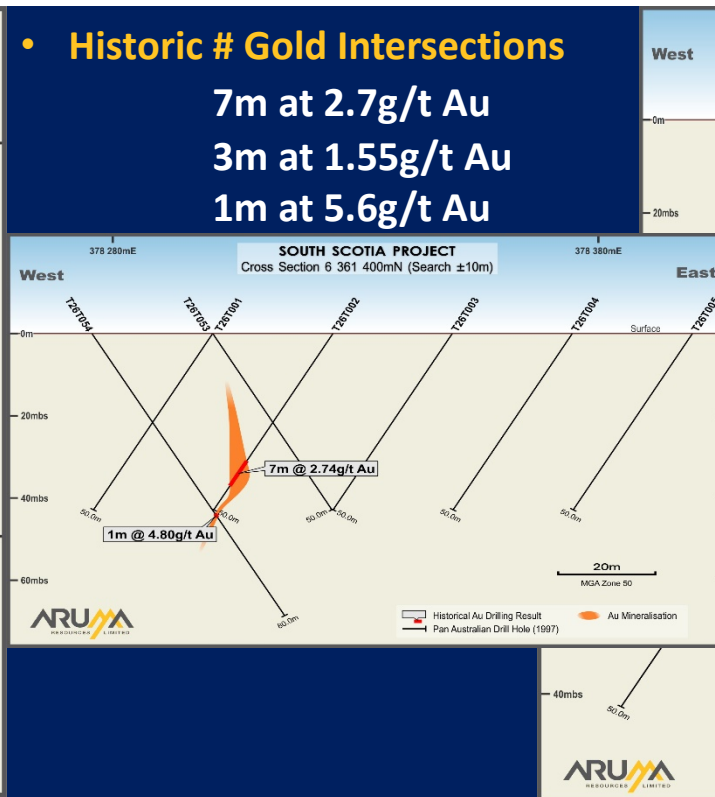 • Historic # Gold Intersections
7m at 2.7g/t Au
3m at 1.55g/t Au
1m at 5.6g/t Au
West
0m
20mbs
378 280mE
SOUTH SCOTIA PROJECT
378 380mE
Cross Section 6 361 400mN (Search ±10m)
West
East
T26T054
T26T053
T26T001
T26T002
T26T003
T26T004
T26T005
0m
Surface
20mbs
7m @ 2.74g/t Au
40mbs
50.0m
50.0m
50.0m
50.0m
50.0m
50.0m
1m @ 4.80g/t Au
20m
MGA Zone 50
60mbs
80.0m
ARUMA
RESOURCES LIMITED
Historical Au Drilling Result
Au Mineralisation
Pan Australian Drill Hole (1997)
40mbs
50.0m
ARUMA
RESOURCES LIMITED